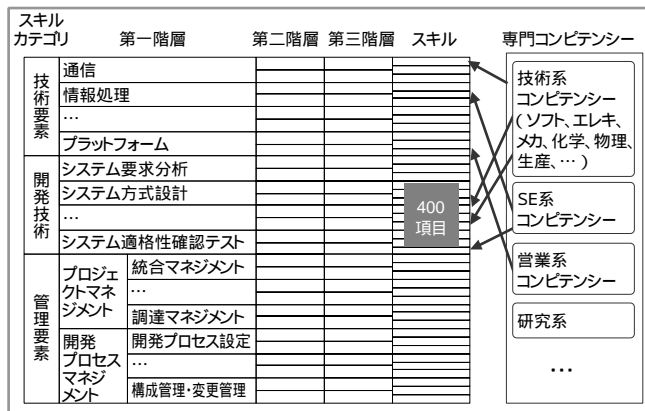 スキル
カテゴリ 第一階層 第二階層 第三階層 スキル 専門コンピテンシー
技術要素
通信
情報処理
…
プラットフォーム
開発技術
システム要求分析
システム方式設計
…
システム適格性確認テスト
400
項目
管理要素
プロジェ
クトマネ
ジメント
統合マネジメント
…
調達マネジメント
開発
プロセス
マネジ
メント
開発プロセス設定
…
構成管理・変更管理
技術系
コンピテンシー
(ソフト、エレキ、
メカ、化学、物理、
生産、…)
SE系
コンピテンシー
営業系
コンピテンシー
研究系
…